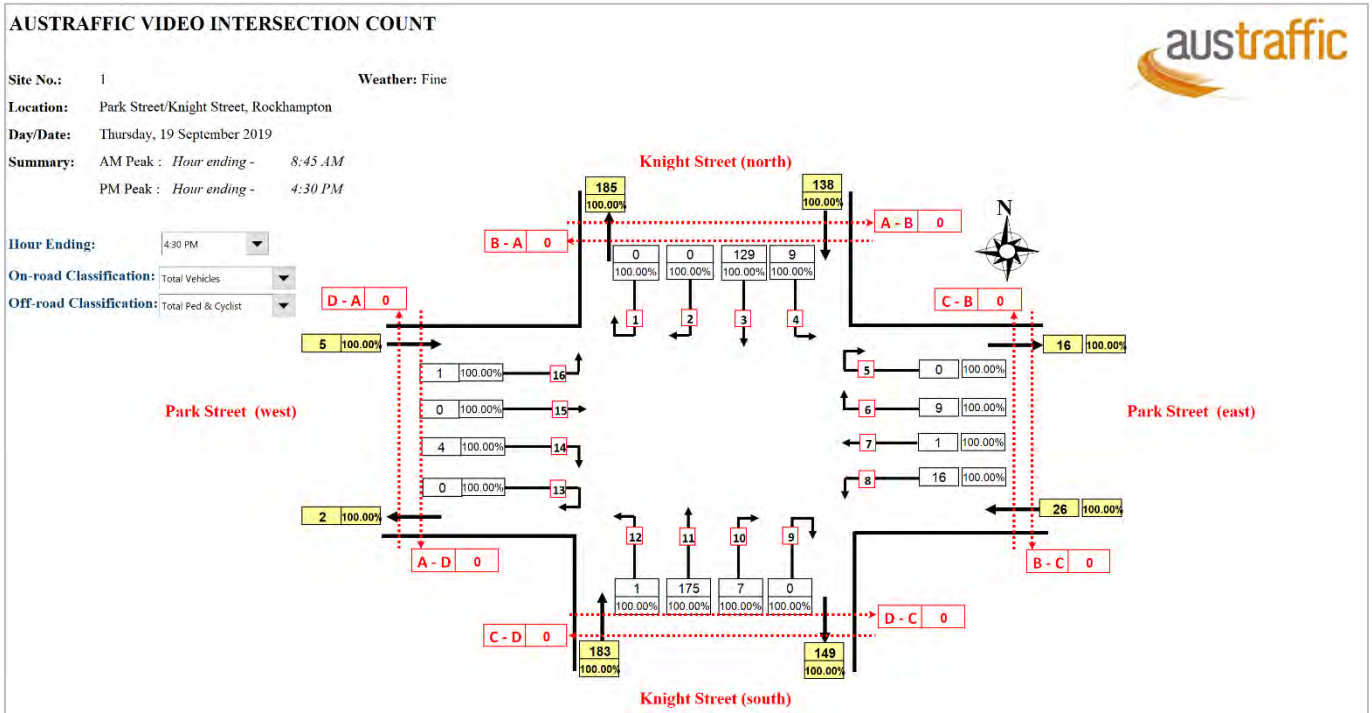 AUSTRAFFIC VIDEO INTERSECTION COUNT
austraffic
Site No.: 1 Weather: Fine
Location: Park Street/Knight Street, Rockhampton
Day/Date: Thursday, 19 September 2019
Summary: AM Peak : Hour ending - 8:45 AM
PM Peak : Hour ending - 4:30 PM
Knight Street (north)
185 138
100.00% 100.00%
N
A - B 0
B - A 0
Hour Ending: 4:30 PM
0 0 129 9
100.00% 100.00% 100.00% 100.00%
On-road Classification: Total Vehicles
Off-road Classification: Total Ped & Cyclist
D - A 0 C - B 0
1 2 3 4
5 100.00% 16 100.00%
1 100.00% 16 5 0 100.00%
Park Street (west) 0 100.00% 15 6 9 100.00% Park Street (east)
4 100.00% 14 7 1 100.00%
0 100.00% 13 8 16 100.00%
2 100.00% 26 100.00%
12 11 10 9
A - D 0 B - C 0
1 175 7 0
100.00% 100.00% 100.00% 100.00%
D - C 0
C - D 0
183 149
100.00% 100.00%
Knight Street (south)